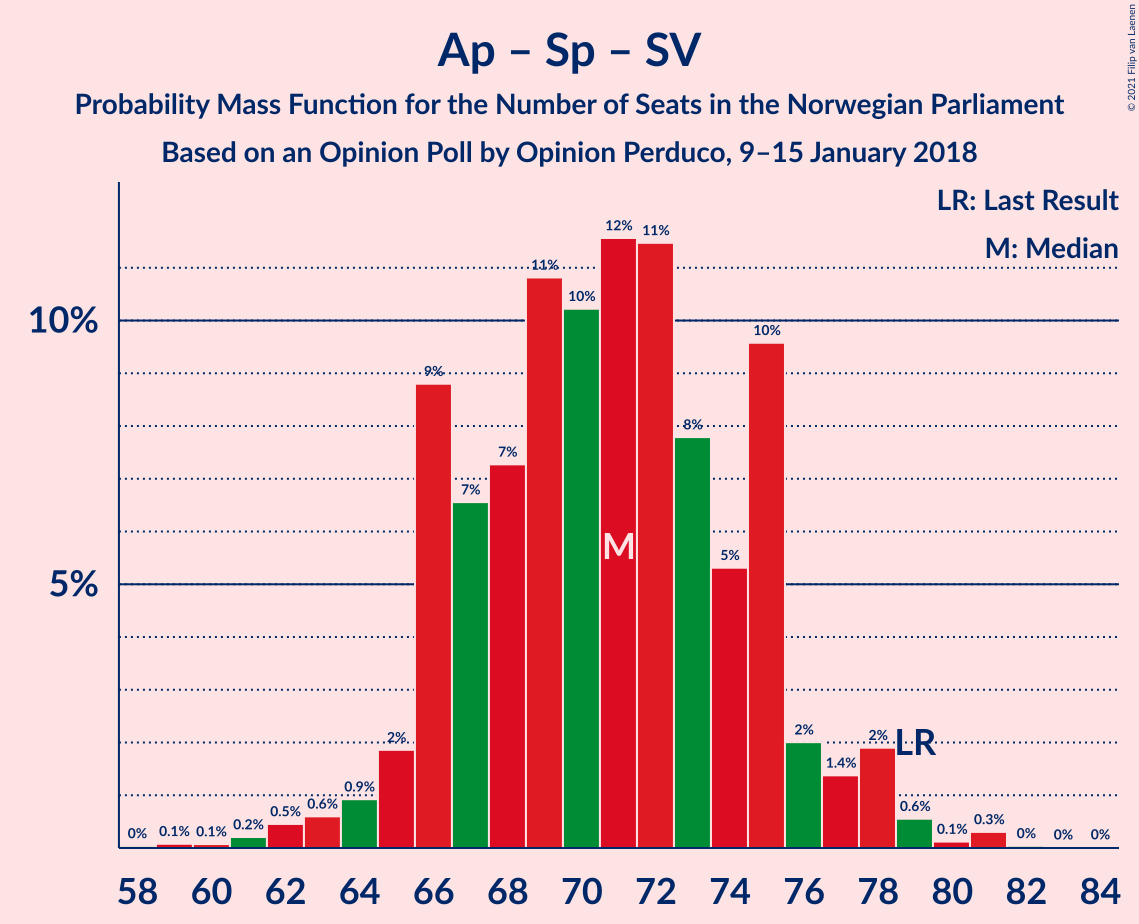 © 2021 Filip van Laenen
Ap – Sp – SV
Probability Mass Function for the Number of Seats in the Norwegian Parliament
Based on an Opinion Poll by Opinion Perduco, 9–15 January 2018
LR: Last Result
M: Median
10%
5%
0% 0.1% 0.1% 0.2% 0.5% 0.6% 0.9% 2% 9% 7% 7% 11% 10% 12% 11% 8% 5% 10% 2% 1.4% 2% 0.6% 0.1% 0.3% 0% 0% 0%
M
LR
58 60 62 64 66 68 70 72 74 76 78 80 82 84